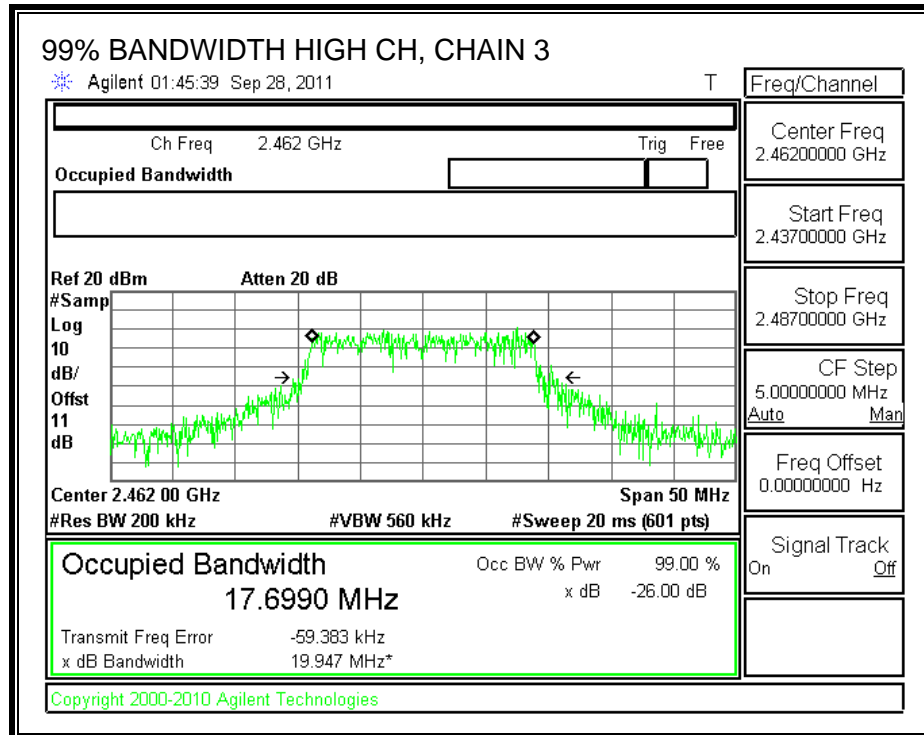 99% BANDWIDTH HIGH CH, CHAIN 3
Agilent 01:45:39 Sep 28, 2011 T
Ch Freq 2.462 GHz Trig Free
Occupied Bandwidth
Ref 20 dBm Atten 20 dB
#Samp
Log
10
dB/
Offst
11
dB
Center 2.462 00 GHz Span 50 MHz
#Res BW 200 kHz #VBW 560 kHz #Sweep 20 ms (601 pts)
Occupied Bandwidth Occ BW % Pwr 99.00 %
17.6990 MHz x dB -26.00 dB
Transmit Freq Error -59.383 kHz
x dB Bandwidth 19.947 MHz*
Copyright 2000-2010 Agilent Technologies
Freq/Channel
Center Freq
2.46200000 GHz
Start Freq
2.43700000 GHz
Stop Freq
2.48700000 GHz
CF Step
5.00000000 MHz
Auto Man
Freq Offset
0.00000000 Hz
Signal Track
On Off